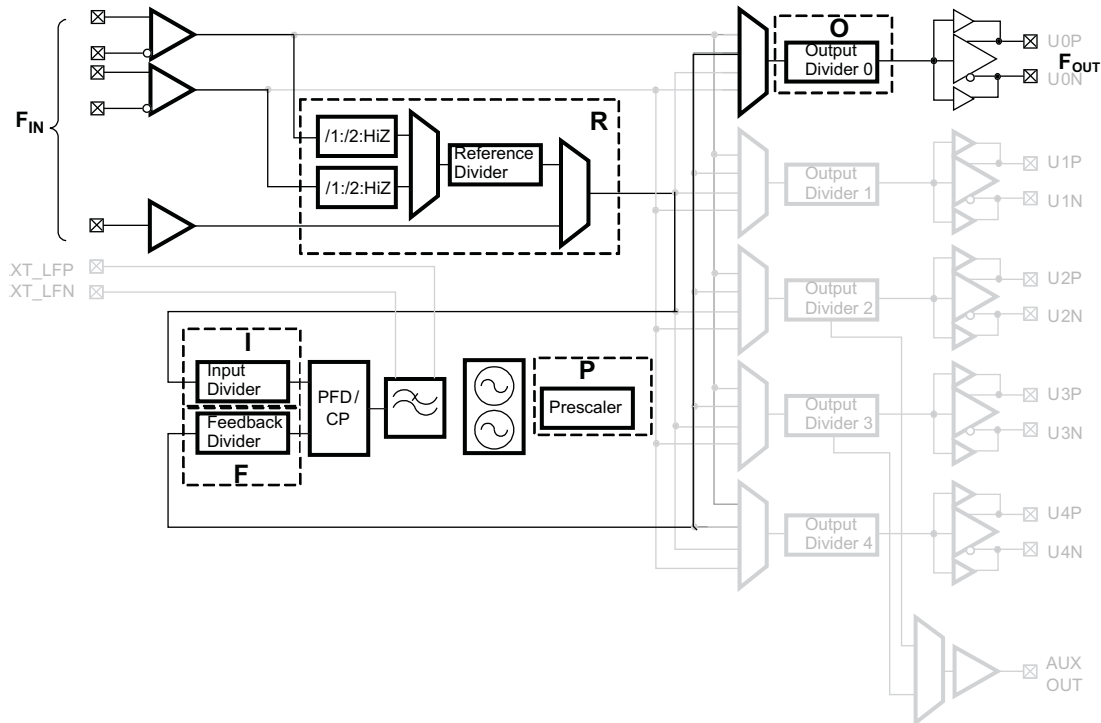 F_IN
XT_LFP
XT_LFN
R
/1:/2:HiZ
/1:/2:HiZ
Reference
Divider
I
Input
Divider
Feedback
Divider
F
PFD/
CP
P
Prescaler
O
Output
Divider 0
U0P
F_OUT
U0N
Output
Divider 1
U1P
U1N
Output
Divider 2
U2P
U2N
Output
Divider 3
U3P
U3N
Output
Divider 4
U4P
U4N
AUX
OUT